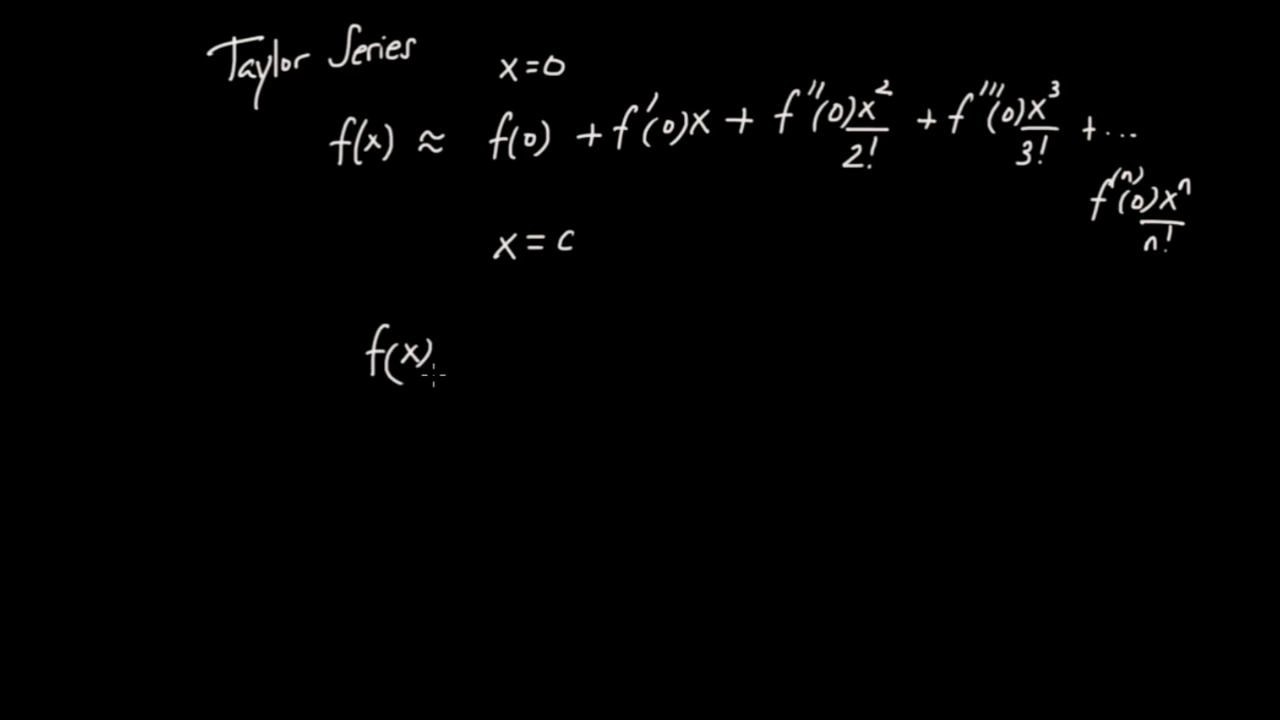 Taylor Series
x=0
f(x) ≈ f(0) + f'(0)x + f''(0)x²/2! + f'''(0)x³/3! + ...
f⁽ⁿ⁾(0)xⁿ/n!
x = c
f(x)